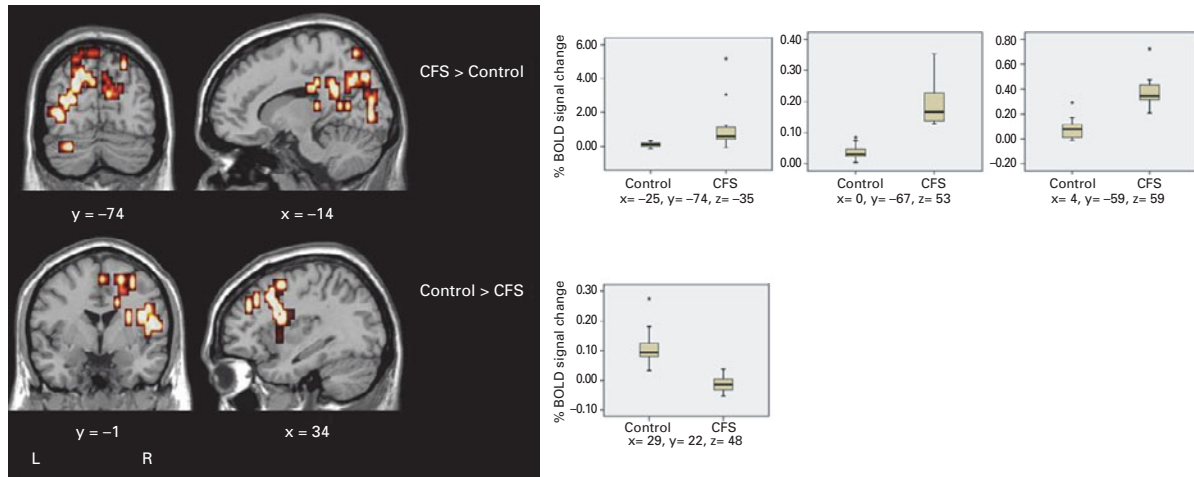 CFS > Control
y = –74
x = –14
Control > CFS
y = –1
x = 34
L
R
% BOLD signal change
6.00
4.00
2.00
0.00
Control
CFS
x= –25, y= –74, z= –35
0.40
0.30
0.20
0.10
0.00
Control
CFS
x= 0, y= –67, z= 53
0.80
0.60
0.40
0.20
0.00
–0.20
Control
CFS
x= 4, y= –59, z= 59
% BOLD signal change
0.30
0.20
0.10
0.00
–0.10
Control
CFS
x= 29, y= 22, z= 48